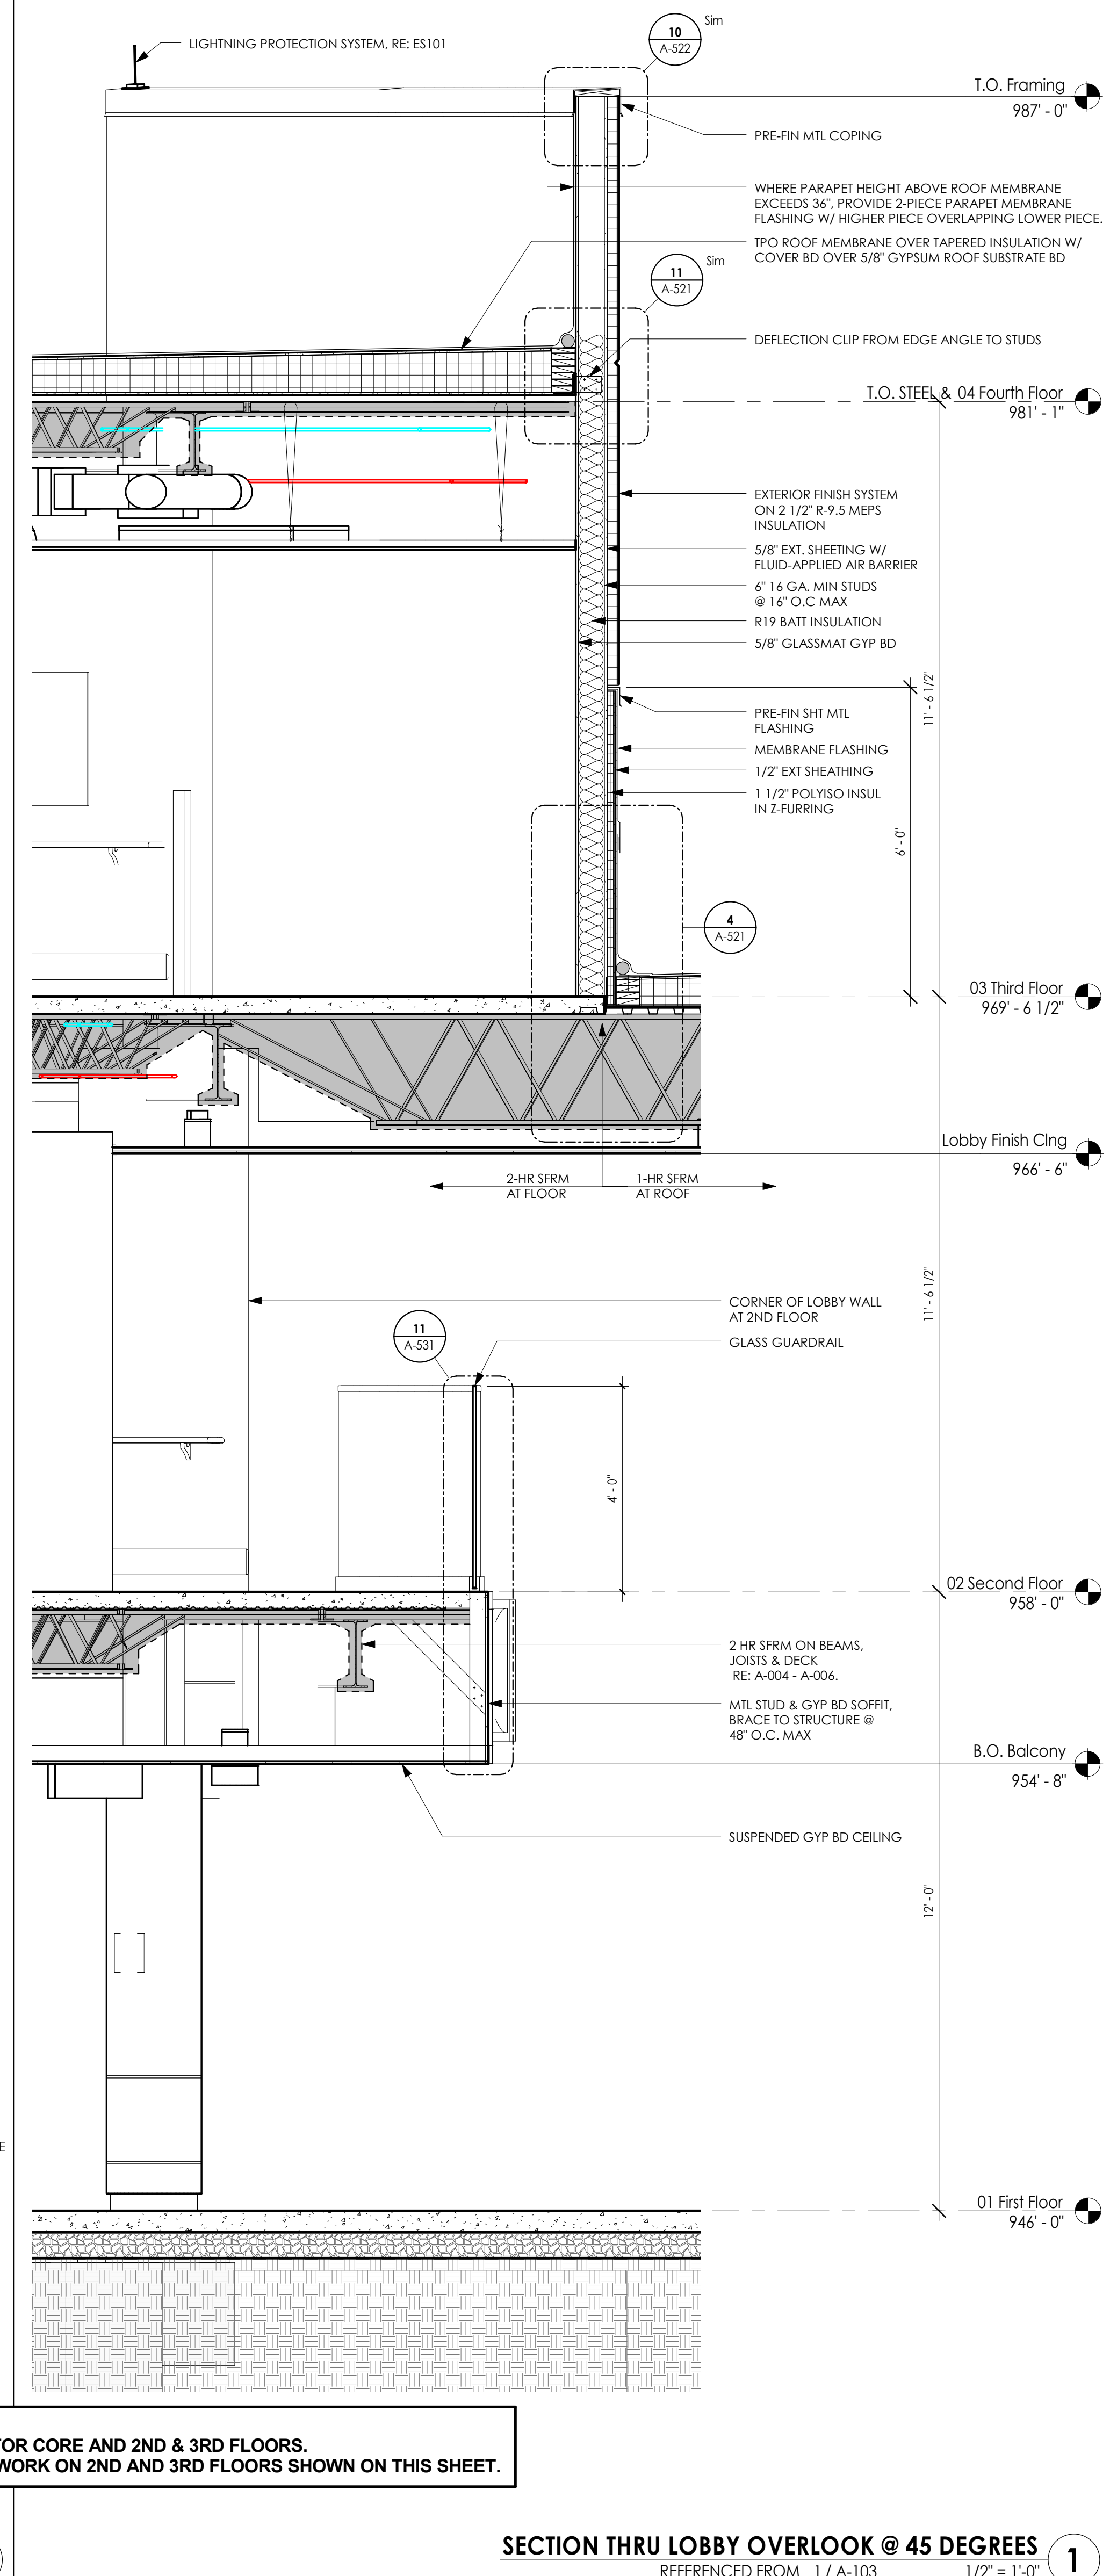 LIGHTNING PROTECTION SYSTEM, RE: ES101
10
A-522
Sim
T.O. Framing
987' - 0"
PRE-FIN MTL COPING
WHERE PARAPET HEIGHT ABOVE ROOF MEMBRANE
EXCEEDS 36", PROVIDE 2-PIECE PARAPET MEMBRANE
FLASHING W/ HIGHER PIECE OVERLAPPING LOWER PIECE.
TPO ROOF MEMBRANE OVER TAPERED INSULATION W/
COVER BD OVER 5/8" GYPSUM ROOF SUBSTRATE BD
11
A-521
Sim
DEFLECTION CLIP FROM EDGE ANGLE TO STUDS
T.O. STEEL & 04 Fourth Floor
981' - 1"
EXTERIOR FINISH SYSTEM
ON 2 1/2" R-9.5 MEPS
INSULATION
5/8" EXT. SHEETING W/
FLUID-APPLIED AIR BARRIER
6" 16 GA. MIN STUDS
@ 16" O.C MAX
R19 BATT INSULATION
5/8" GLASSMAT GYP BD
11' - 6 1/2"
PRE-FIN SHT MTL
FLASHING
MEMBRANE FLASHING
1/2" EXT SHEATHING
1 1/2" POLYISO INSUL
IN Z-FURRING
6' - 0"
4
A-521
03 Third Floor
969' - 6 1/2"
Lobby Finish Clng
966' - 6"
2-HR SFRM
AT FLOOR
1-HR SFRM
AT ROOF
11' - 6 1/2"
CORNER OF LOBBY WALL
AT 2ND FLOOR
11
A-531
GLASS GUARDRAIL
4' - 0"
02 Second Floor
958' - 0"
2 HR SFRM ON BEAMS,
JOISTS & DECK
RE: A-004 - A-006.
MTL STUD & GYP BD SOFFIT,
BRACE TO STRUCTURE @
48" O.C. MAX
B.O. Balcony
954' - 8"
SUSPENDED GYP BD CEILING
12' - 0"
E
01 First Floor
946' - 0"
TOR CORE AND 2ND & 3RD FLOORS.
WORK ON 2ND AND 3RD FLOORS SHOWN ON THIS SHEET.
SECTION THRU LOBBY OVERLOOK @ 45 DEGREES
1
REFERENCED FROM 1 / A-103
1/2" = 1'-0"